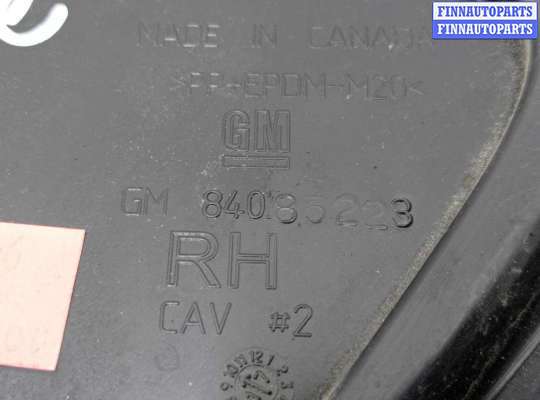 FINNAUTOPARTS
FINNAUTOPARTS
MADE IN CANADA
>PP+EPDM-M20<
GM
GM 84085223
RH
CAV #2